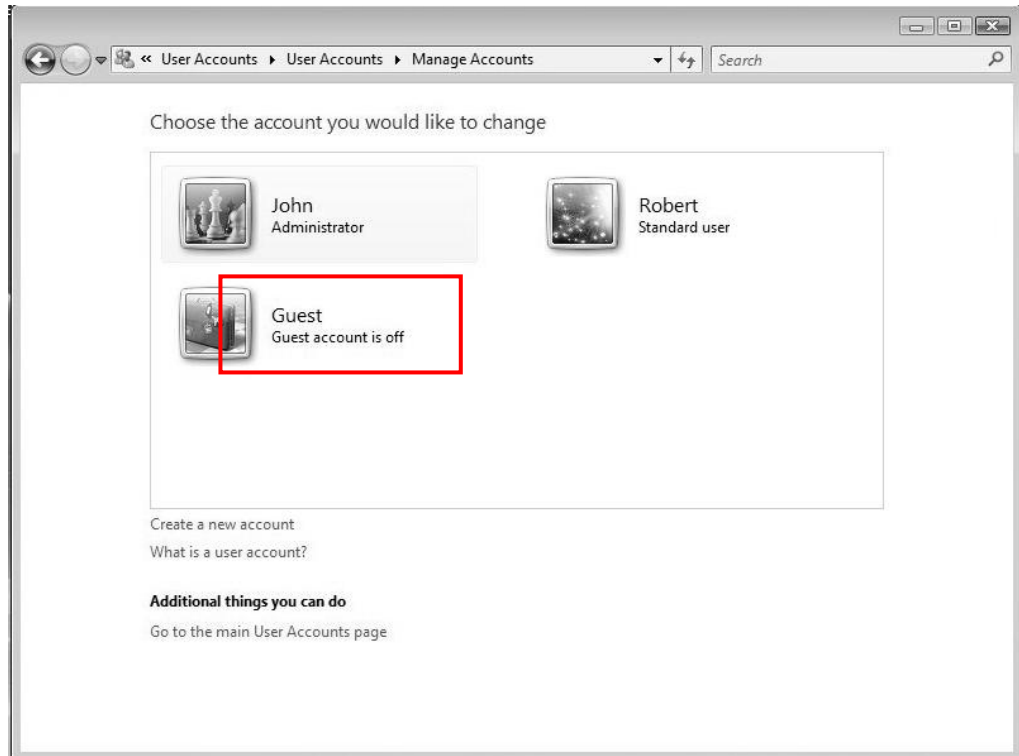 « User Accounts ▸ User Accounts ▸ Manage Accounts
Search
Choose the account you would like to change
John
Administrator
Robert
Standard user
Guest
Guest account is off
Create a new account
What is a user account?
Additional things you can do
Go to the main User Accounts page